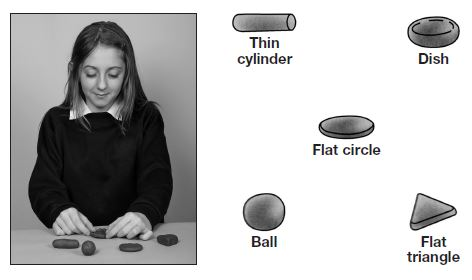 Thin
cylinder
Dish
Flat circle
Ball
Flat
triangle